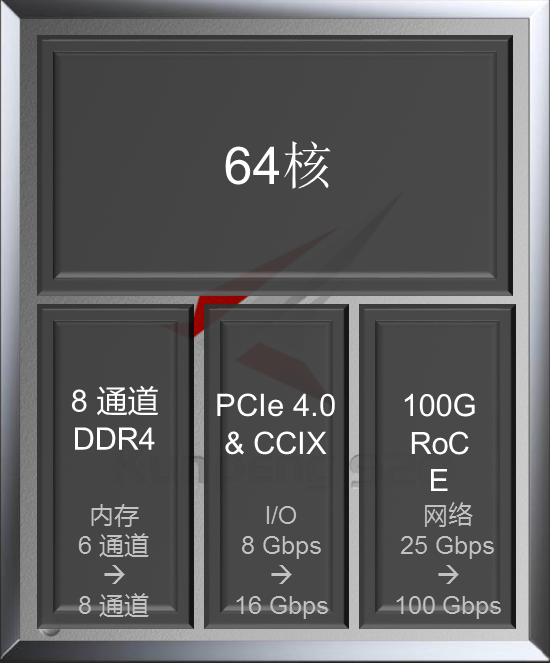 64核
8 通道
DDR4
内存
6 通道
→
8 通道
PCIe 4.0
& CCIX
I/O
8 Gbps
→
16 Gbps
100G
RoC
E
网络
25 Gbps
→
100 Gbps